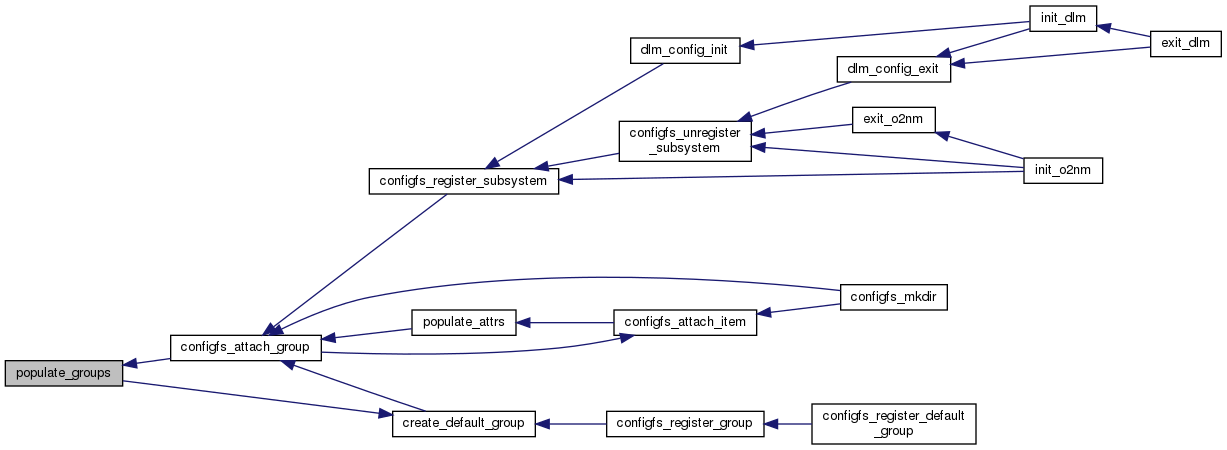 init_dlm
exit_dlm
dlm_config_init
dlm_config_exit
exit_o2nm
configfs_unregister
_subsystem
init_o2nm
configfs_register_subsystem
configfs_mkdir
populate_attrs
configfs_attach_item
configfs_attach_group
populate_groups
create_default_group
configfs_register_group
configfs_register_default
_group